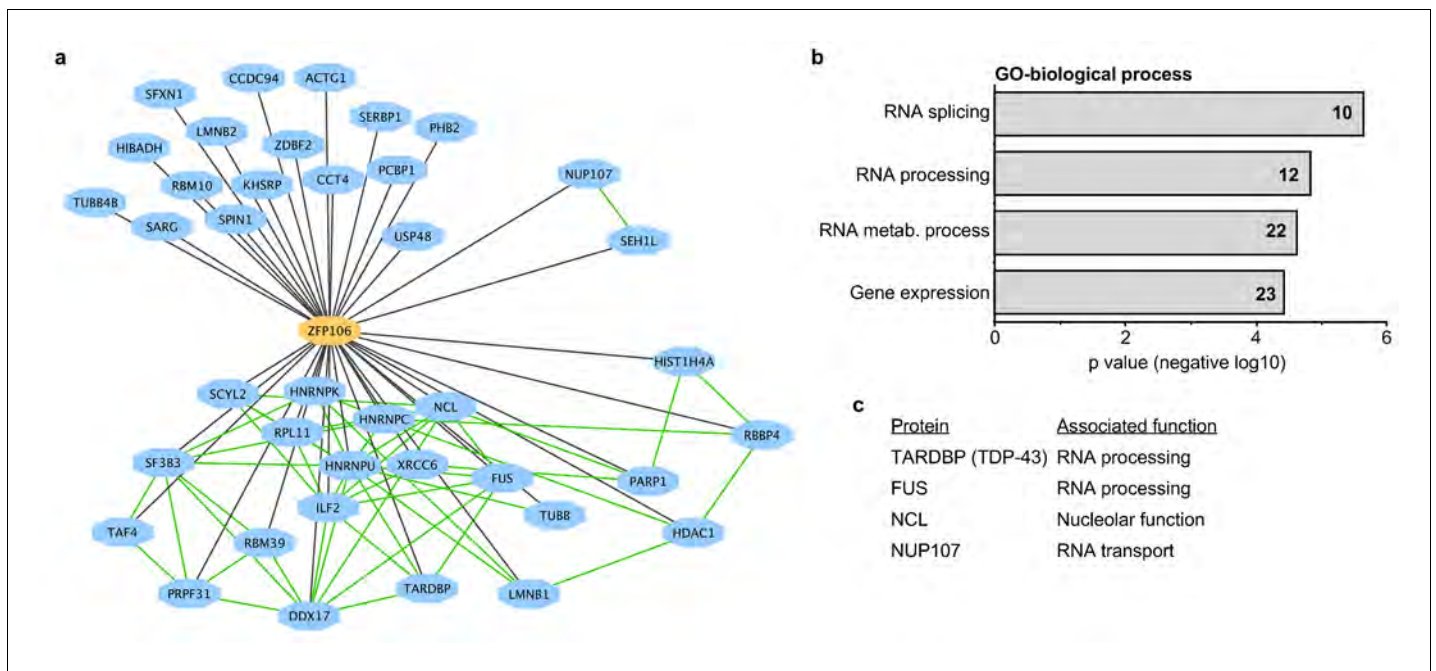 a
CCDC94
ACTG1
SFXN1
SERBP1
PHB2
LMNB2
ZDBF2
HIBADH
PCBP1
CCT4
KHSRP
RBM10
NUP107
TUBB4B
SPIN1
SARG
USP48
SEH1L
ZFP106
HIST1H4A
SCYL2
HNRNPK
NCL
HNRNPC
RPL11
RBBP4
SF3B3
HNRNPU
XRCC6
FUS
PARP1
ILF2
TUBB
TAF4
HDAC1
RBM39
TARDBP
PRPF31
LMNB1
DDX17
b
GO-biological process
RNA splicing
10
RNA processing
12
RNA metab. process
22
Gene expression
23
0 2 4 6
p value (negative log10)
c
Protein Associated function
TARDBP (TDP-43) RNA processing
FUS RNA processing
NCL Nucleolar function
NUP107 RNA transport